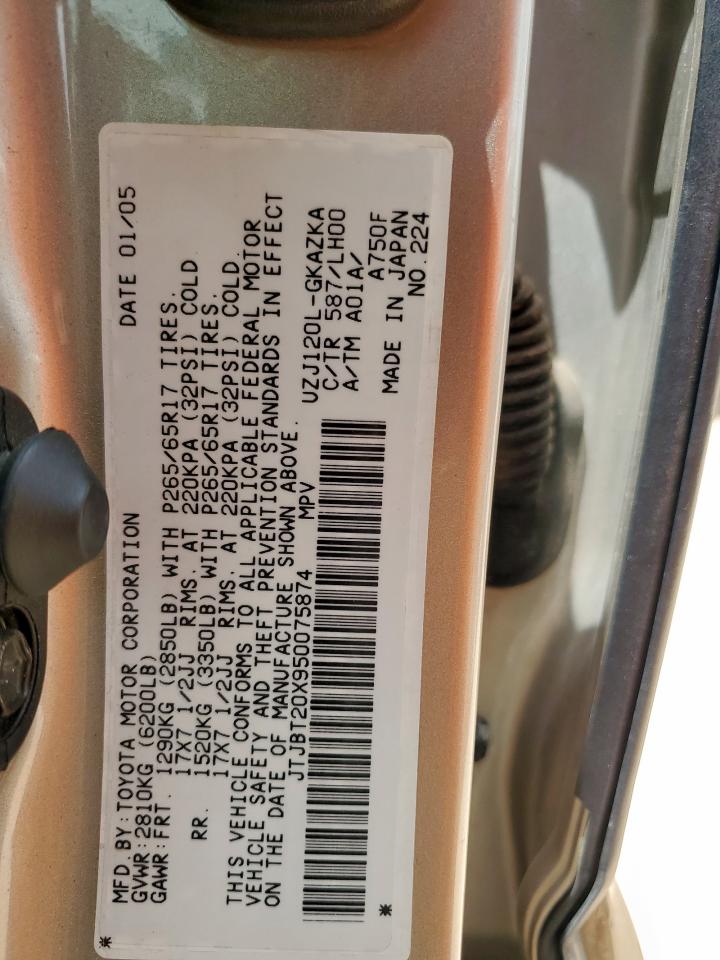 MFD.BY:TOYOTA MOTOR CORPORATION DATE 01/05
GVWR:2810KG (6200LB)
GAWR:FRT. 1290KG (2850LB) WITH P265/65R17 TIRES.
17X7 1/2JJ RIMS. AT 220KPA (32PSI) COLD
RR. 1520KG (3350LB) WITH P265/65R17 TIRES.
17X7 1/2JJ RIMS. AT 220KPA (32PSI) COLD.
THIS VEHICLE CONFORMS TO ALL APPLICABLE FEDERAL MOTOR
VEHICLE SAFETY AND THEFT PREVENTION STANDARDS IN EFFECT
ON THE DATE OF MANUFACTURE SHOWN ABOVE.
JTJBT20X950075874 MPV UZJ120L-GKAZKA
C/TR 587/LH00
A/TM A01A/
A750F
MADE IN JAPAN
NO.224